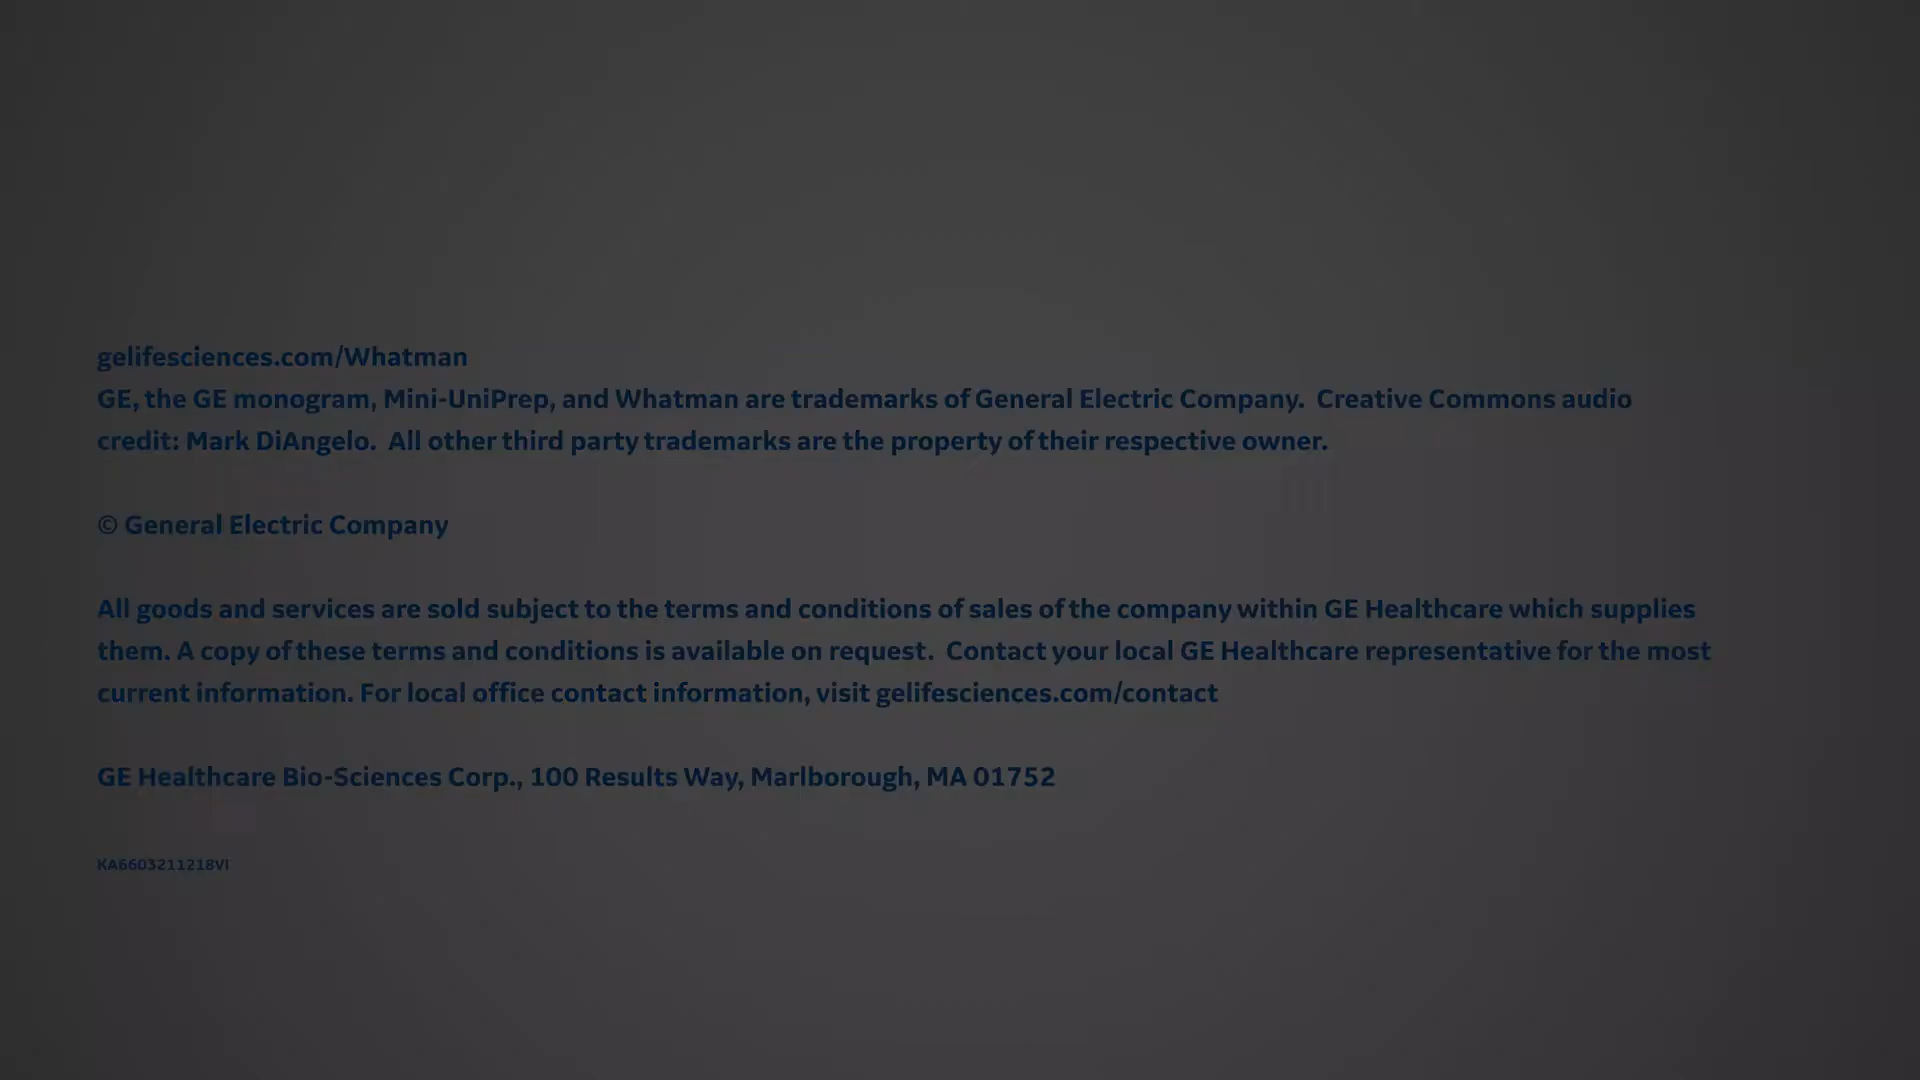 gelifesciences.com/Whatman
GE, the GE monogram, Mini-UniPrep, and Whatman are trademarks of General Electric Company.  Creative Commons audio
credit: Mark DiAngelo.  All other third party trademarks are the property of their respective owner.
© General Electric Company
All goods and services are sold subject to the terms and conditions of sales of the company within GE Healthcare which supplies
them. A copy of these terms and conditions is available on request.  Contact your local GE Healthcare representative for the most
current information. For local office contact information, visit gelifesciences.com/contact
GE Healthcare Bio-Sciences Corp., 100 Results Way, Marlborough, MA 01752
KA6603211218VI